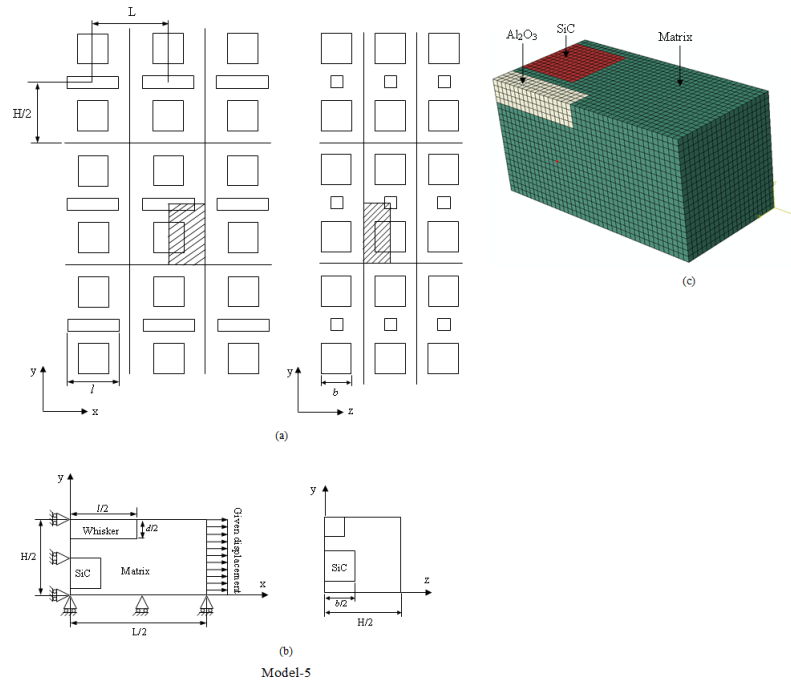 L
H/2
y
l
x
y
b
z
(a)
Al₂O₃
SiC
Matrix
(c)
y
l/2
Whisker
d/2
H/2
SiC
Matrix
Given displacement
x
L/2
y
SiC
z
b/2
H/2
(b)
Model-5